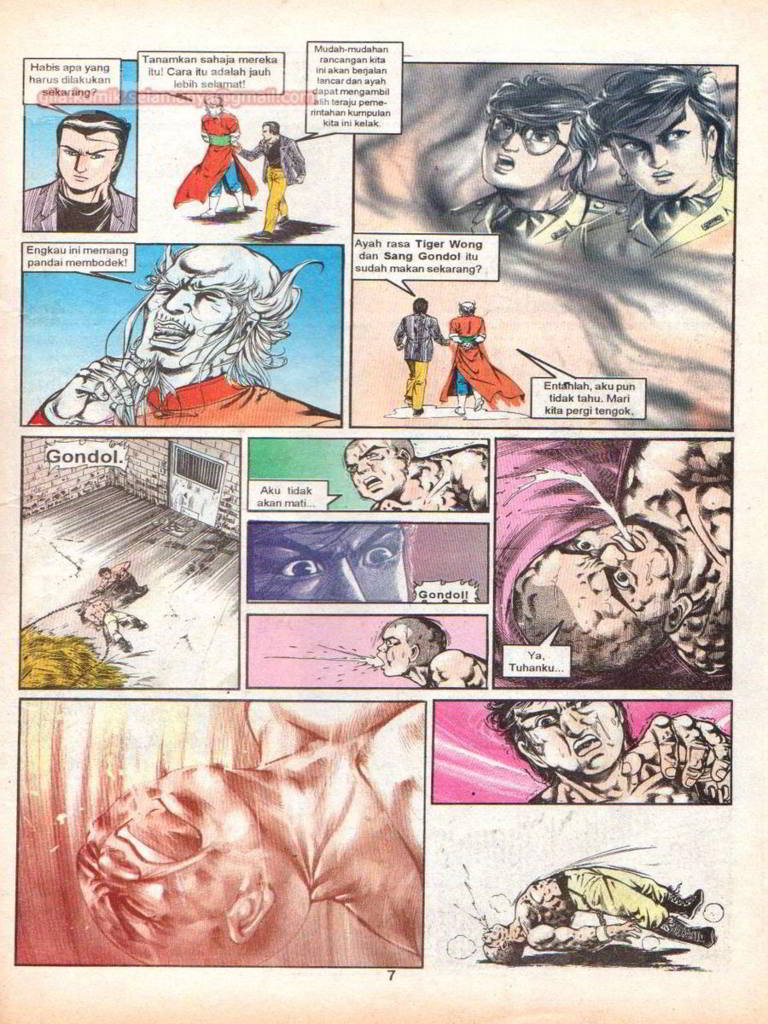 Habis apa yang
harus dilakukan
sekarang?
Tanamkan sahaja mereka
itu! Cara itu adalah jauh
lebih selamat!
Mudah-mudahan
rancangan kita
ini akan berjalan
lancar dan ayah
dapat mengambil
alih teraju peme-
rintahan kumpulan
kita ini kelak.
Engkau ini memang
pandai membodek!
Ayah rasa Tiger Wong
dan Sang Gondol itu
sudah makan sekarang?
Entahlah, aku pun
tidak tahu. Mari
kita pergi tengok,
Gondol.
Aku tidak
akan mati...
Gondol!
Ya,
Tuhanku...
7